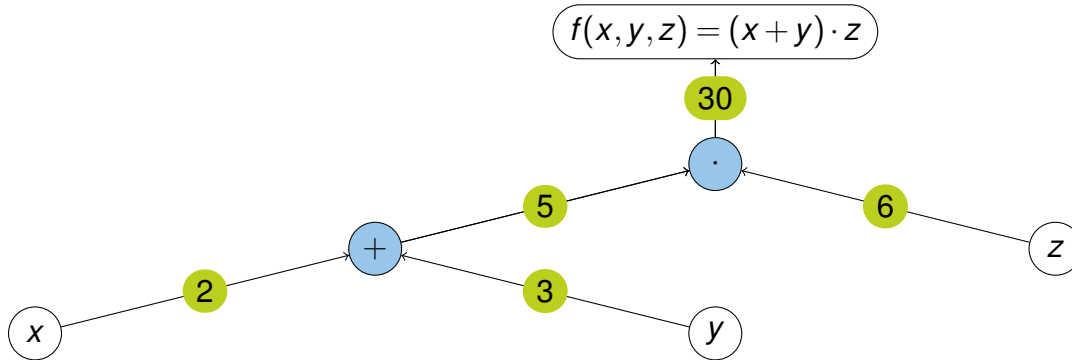 f(x, y, z) = (x + y) · z
30
·
5
6
+
z
2
3
x
y